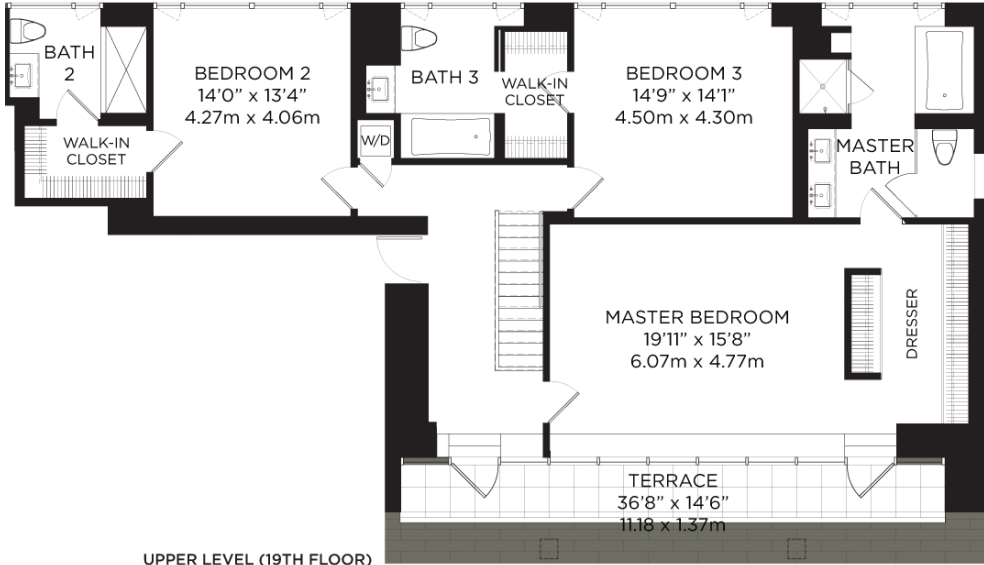 BATH
2
BEDROOM 2
14'0” x 13'4”
4.27m x 4.06m
WALK-IN
CLOSET
W/D
BATH 3
WALK-IN
CLOSET
BEDROOM 3
14'9” x 14'1”
4.50m x 4.30m
MASTER
BATH
MASTER BEDROOM
19'11” x 15'8”
6.07m x 4.77m
DRESSER
TERRACE
36'8” x 14'6”
11.18 x 1.37m
UPPER LEVEL (19TH FLOOR)